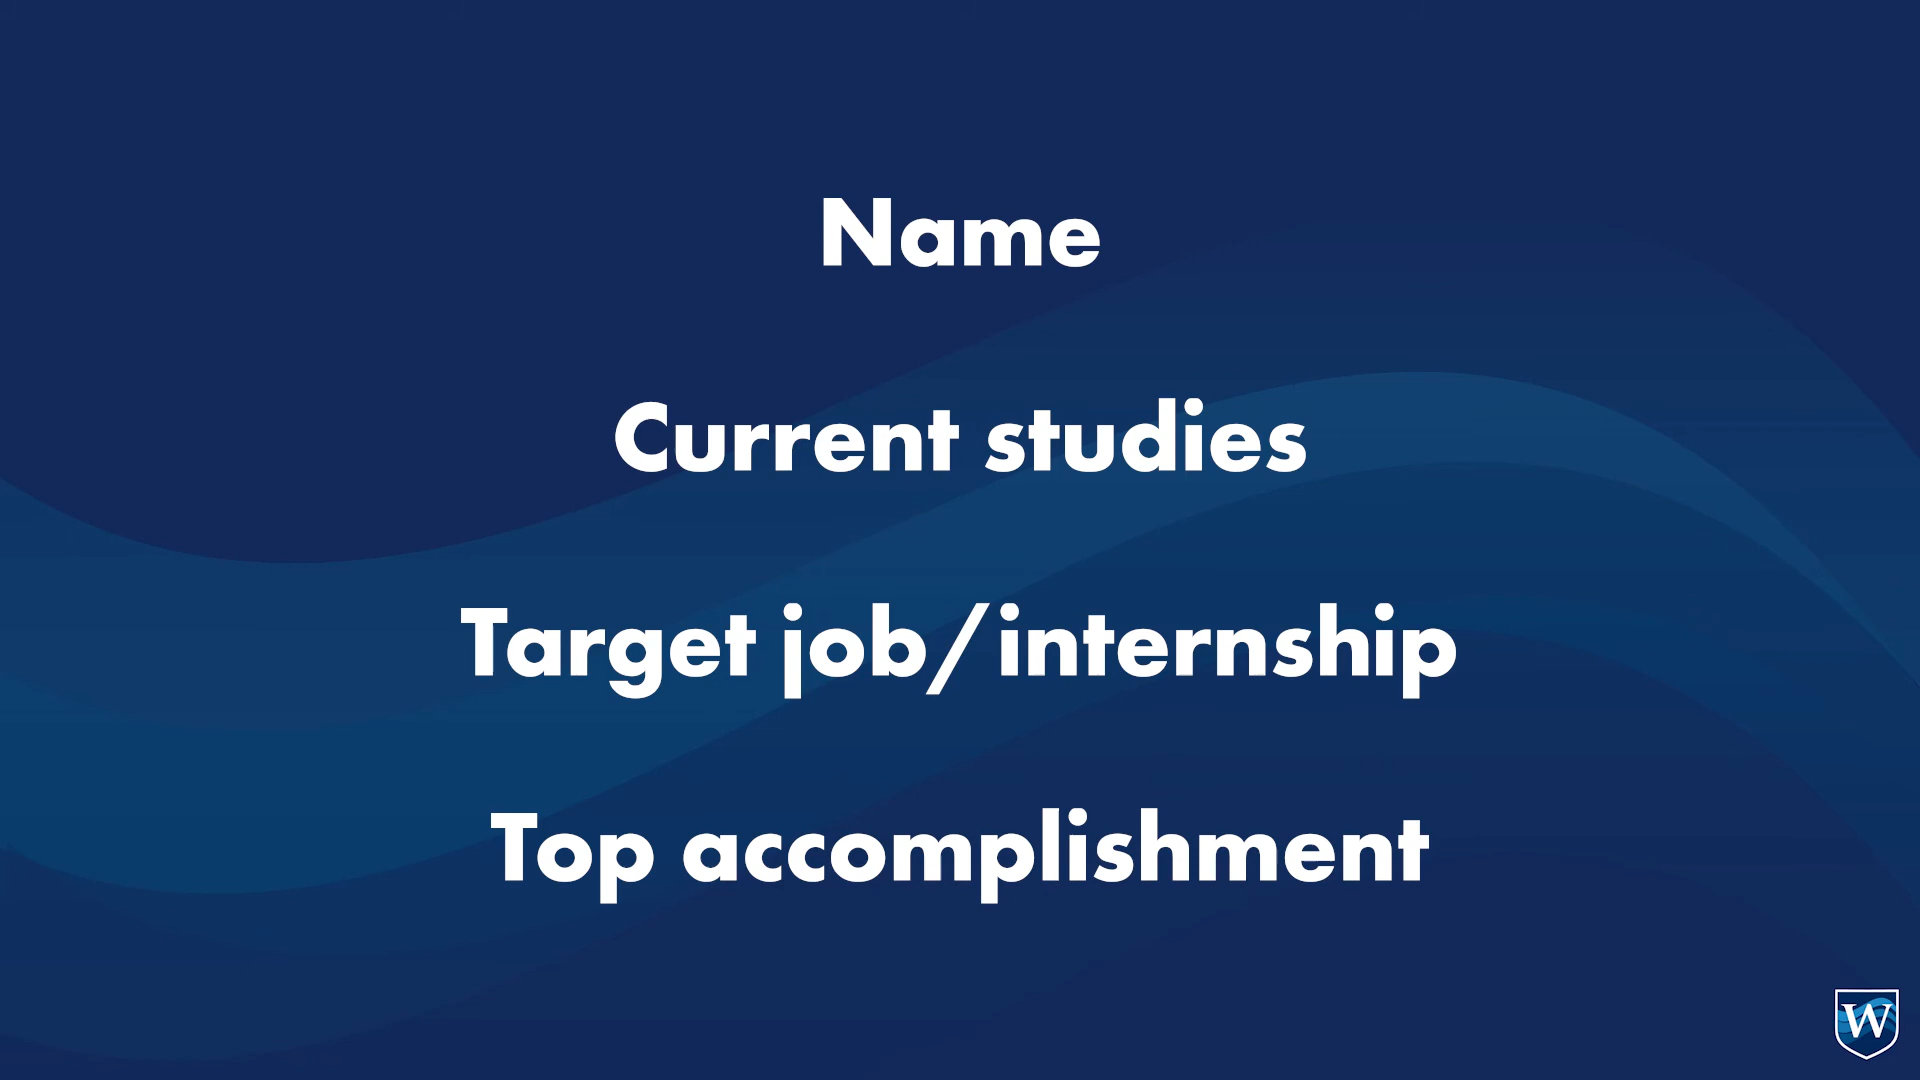 Name
Current studies
Target job/internship
Top accomplishment
W